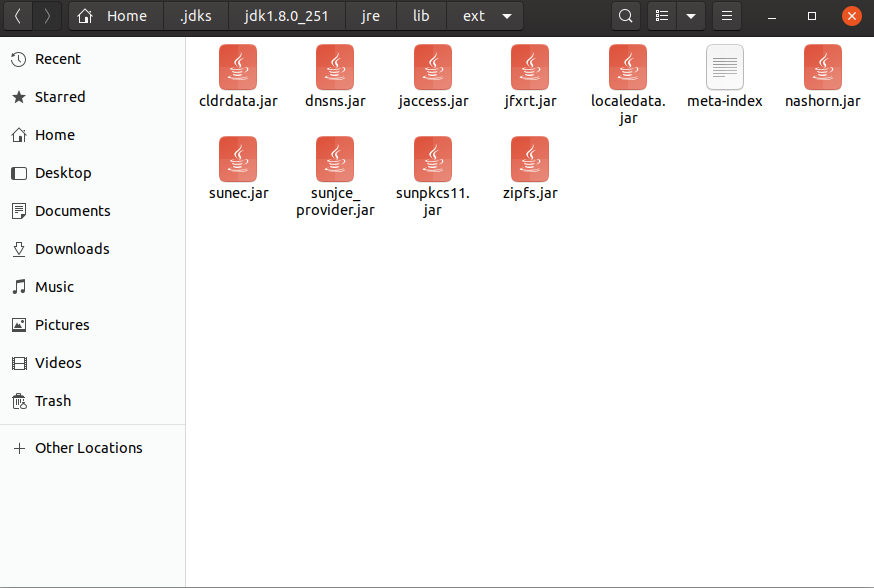 Home .jdks jdk1.8.0_251 jre lib ext
Recent
Starred
Home
Desktop
Documents
Downloads
Music
Pictures
Videos
Trash
Other Locations
cldrdata.jar
dnsns.jar
jaccess.jar
jfxrt.jar
localedata.
jar
meta-index
nashorn.jar
sunec.jar
sunjce_
provider.jar
sunpkcs11.
jar
zipfs.jar